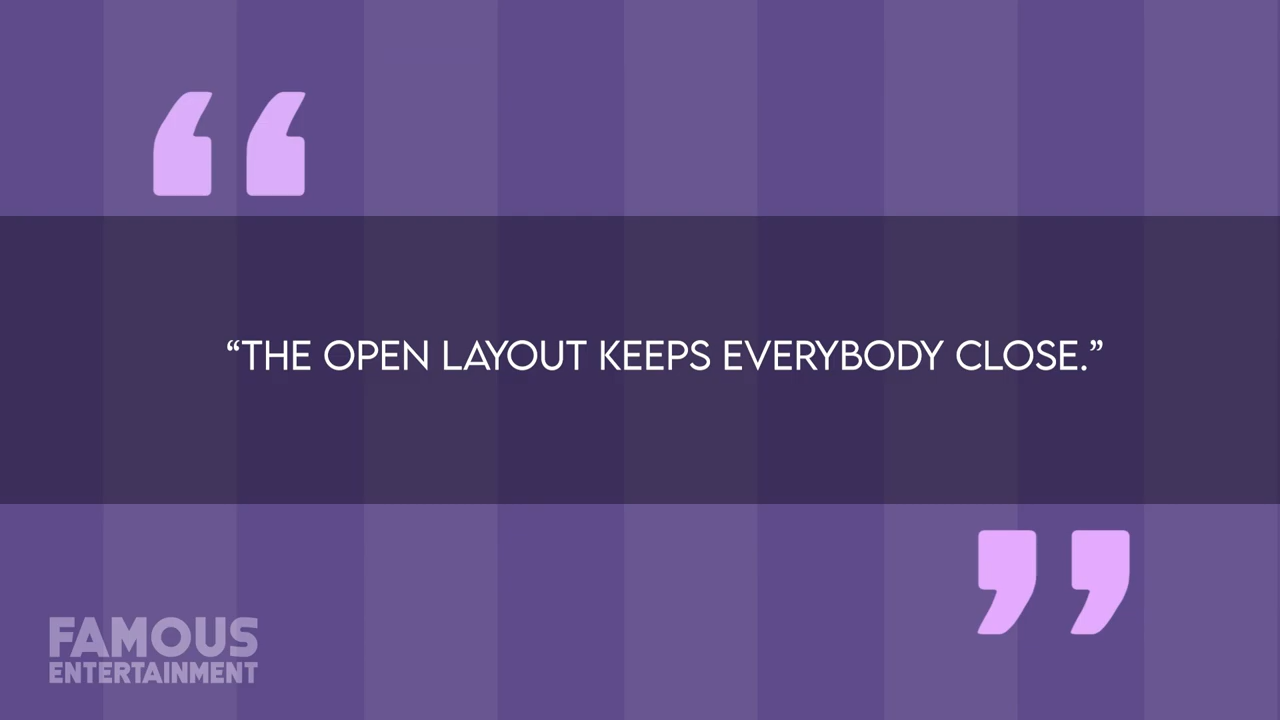 “THE OPEN LAYOUT KEEPS EVERYBODY CLOSE.”
FAMOUS
ENTERTAINMENT